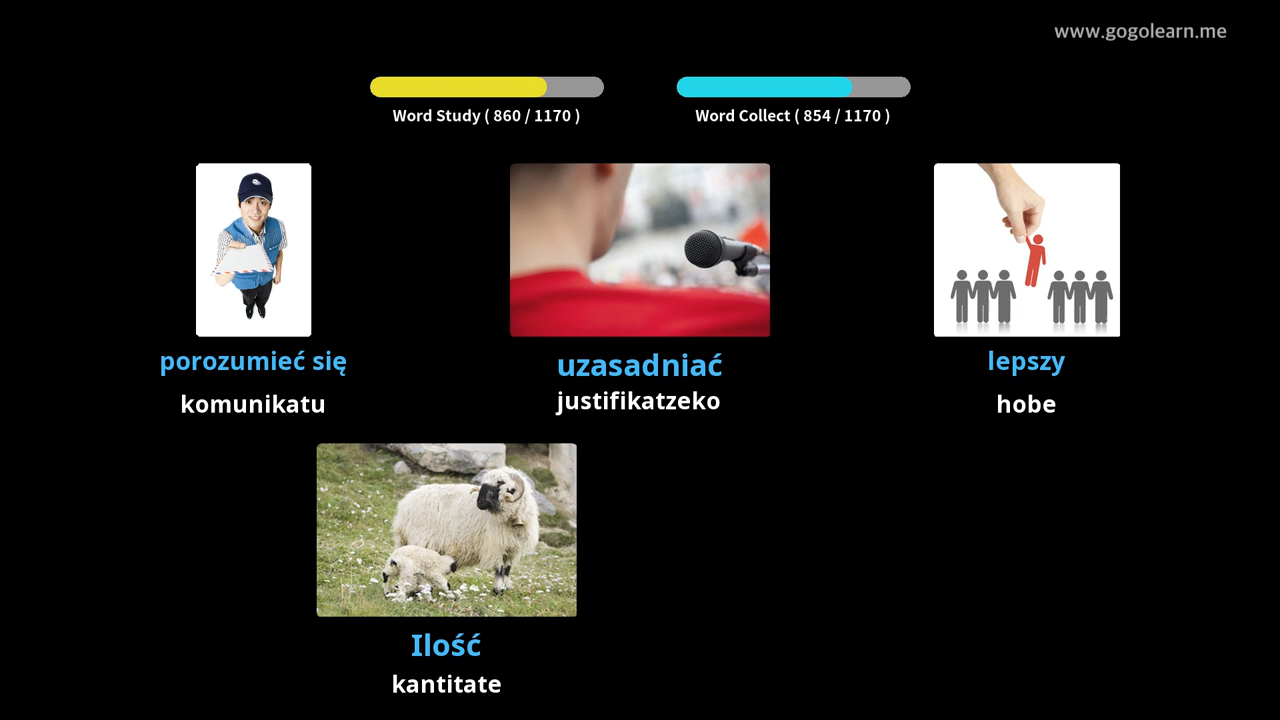 www.gogolearn.me
Word Study ( 860 / 1170 )
Word Collect ( 854 / 1170 )
porozumieć się
uzasadniać
lepszy
komunikatu
justifikatzeko
hobe
Ilość
kantitate